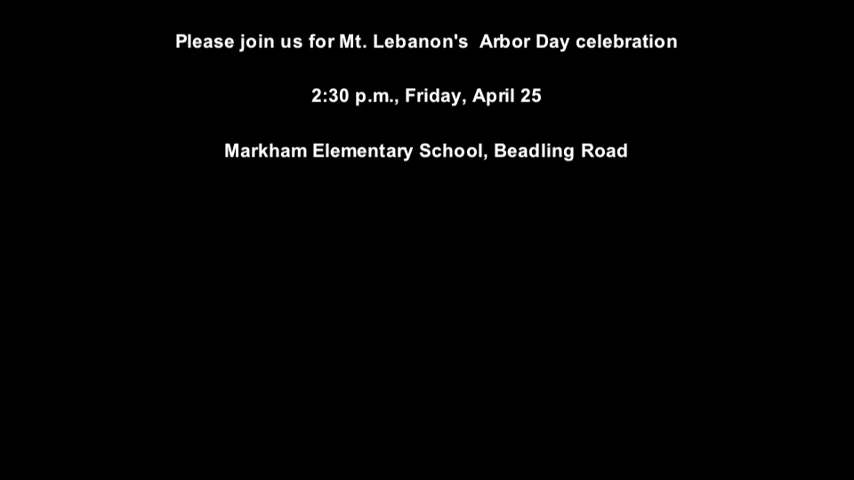 Please join us for Mt. Lebanon's  Arbor Day celebration
2:30 p.m., Friday, April 25
Markham Elementary School, Beadling Road